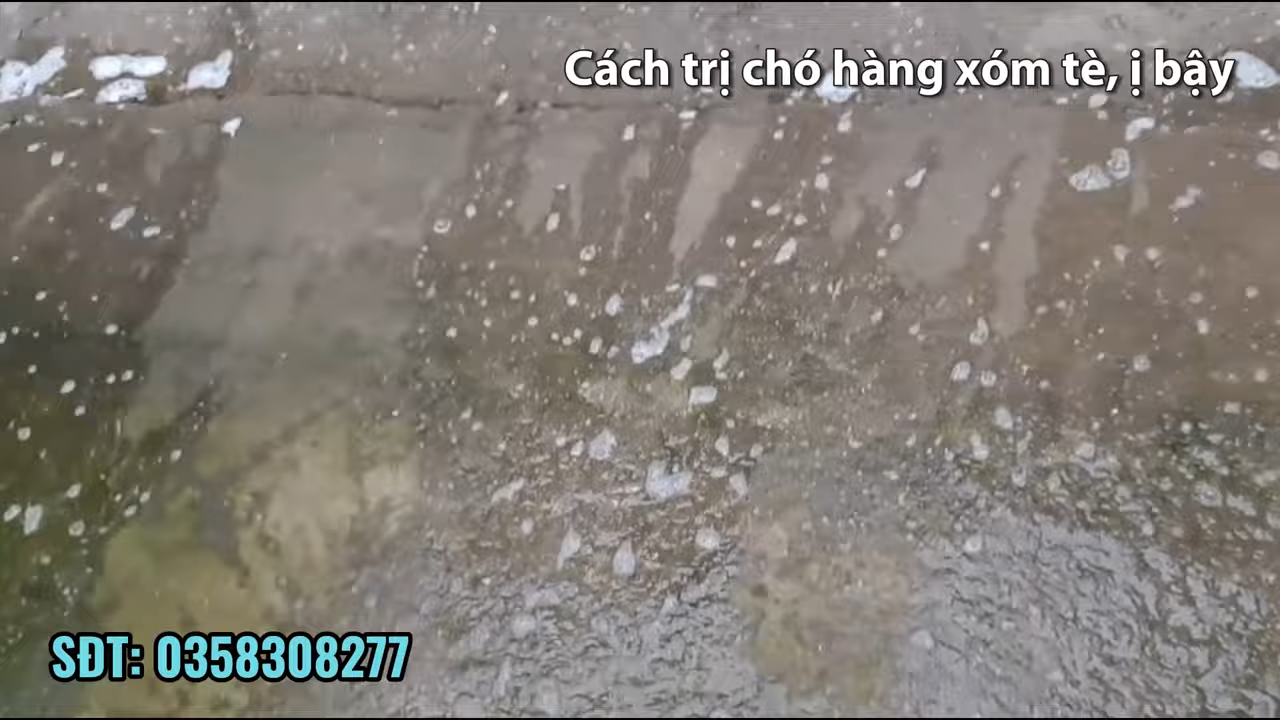 Cách trị chó hàng xóm tè, ị bậy
SĐT: 0358308277